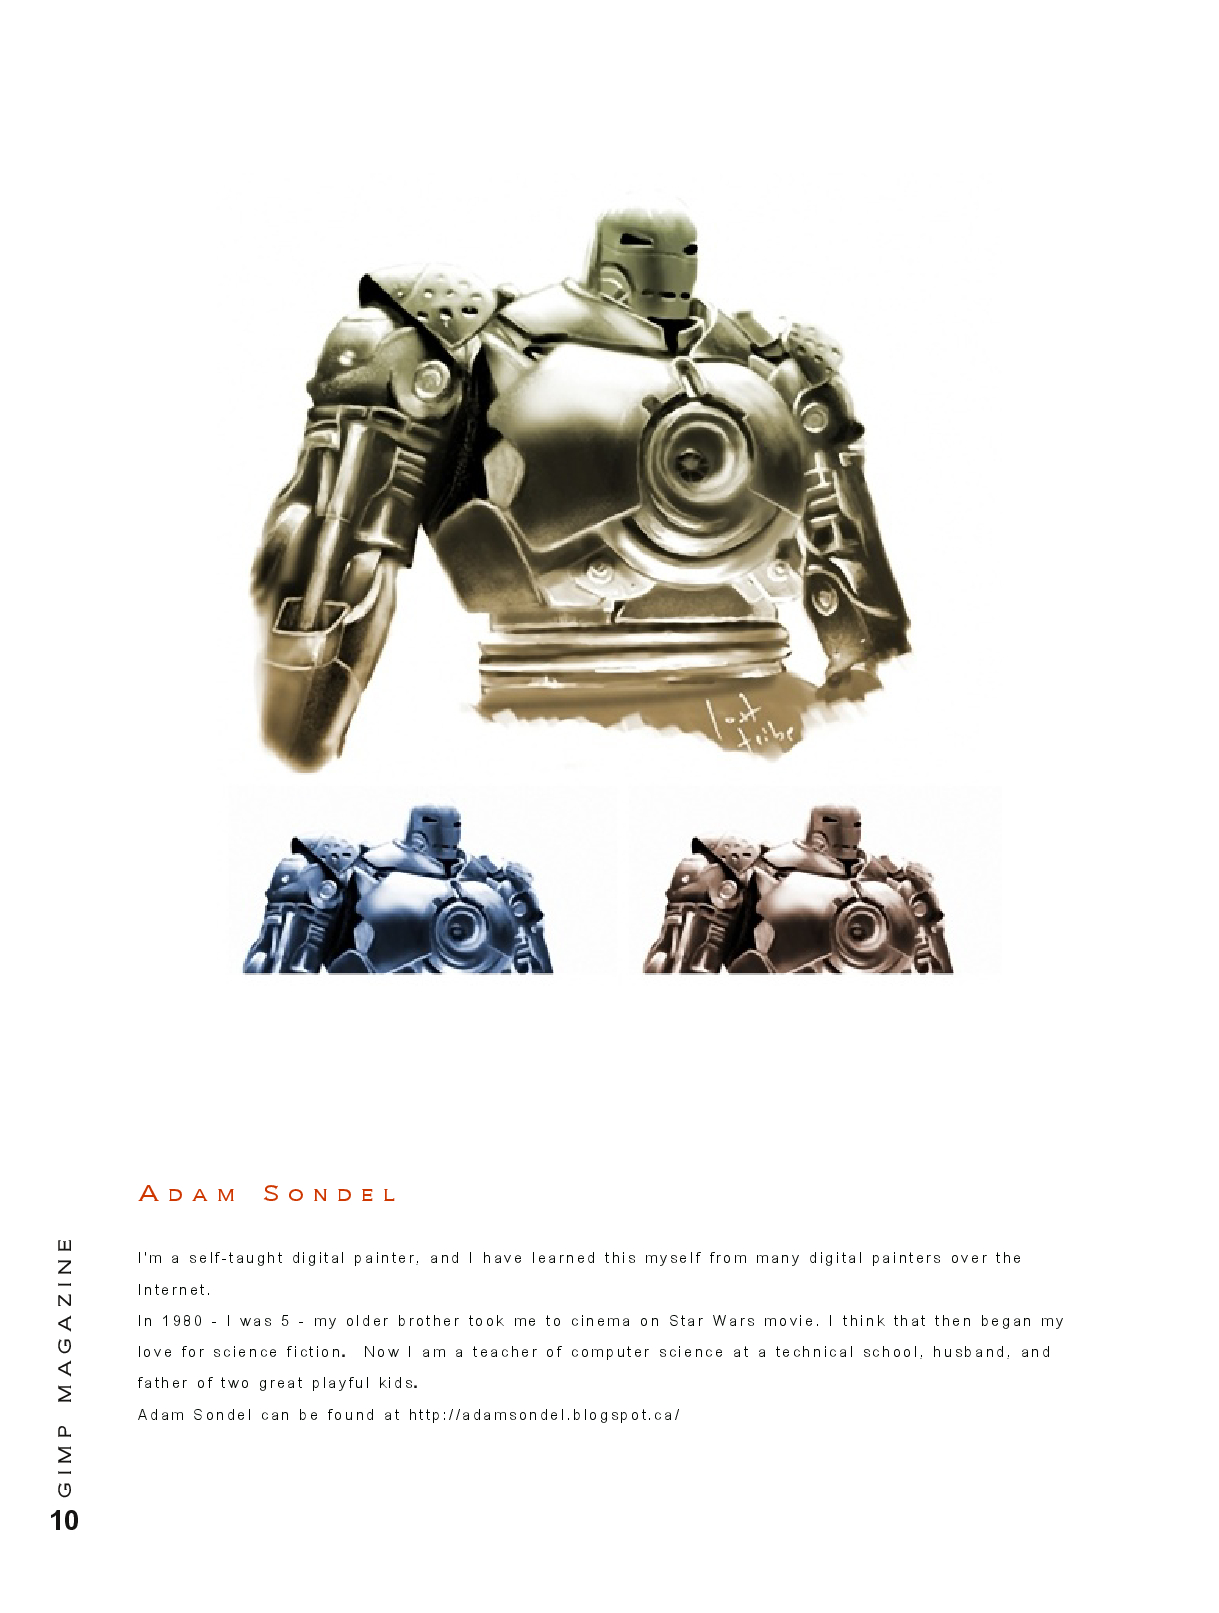 lost
tribe
ADAM SONDEL
I'm a self-taught digital painter, and I have learned this myself from many digital painters over the
Internet.
In 1980 - I was 5 - my older brother took me to cinema on Star Wars movie. I think that then began my
love for science fiction.  Now I am a teacher of computer science at a technical school, husband, and
father of two great playful kids.
Adam Sondel can be found at http://adamsondel.blogspot.ca/
GIMP MAGAZINE
10